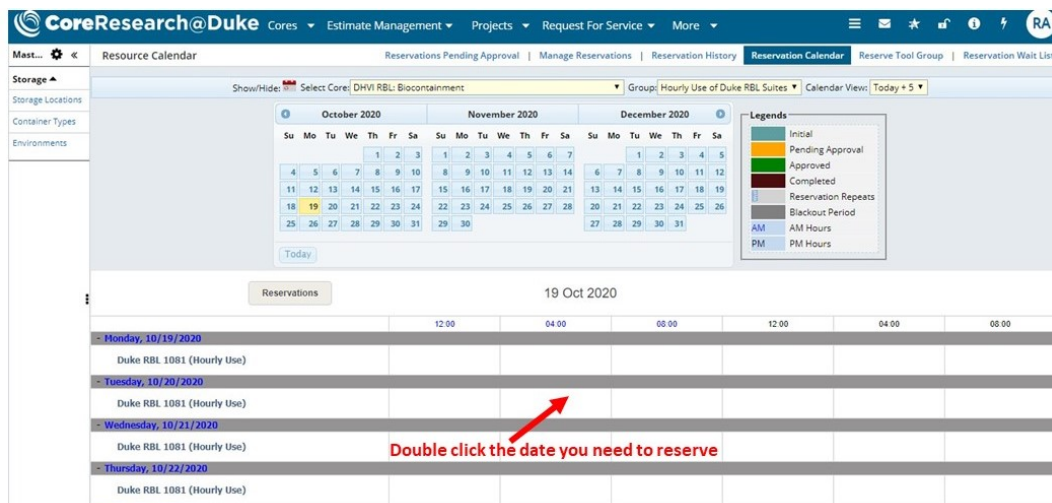 CoreResearch@Duke Cores Estimate Management Projects Request For Service More RA
Mast... Resource Calendar Reservations Pending Approval | Manage Reservations | Reservation History Reservation Calendar Reserve Tool Group | Reservation Wait Lis
Storage
Storage Locations
Container Types
Environments
Show/Hide: Select Core: DHVI RBL: Biocontainment Group: Hourly Use of Duke RBL Suites Calendar View: Today + 5
October 2020 November 2020 December 2020
Su Mo Tu We Th Fr Sa Su Mo Tu We Th Fr Sa Su Mo Tu We Th Fr Sa
1 2 3 1 2 3 4 5 6 7 1 2 3 4 5
4 5 6 7 8 9 10 8 9 10 11 12 13 14 6 7 8 9 10 11 12
11 12 13 14 15 16 17 15 16 17 18 19 20 21 13 14 15 16 17 18 19
18 19 20 21 22 23 24 22 23 24 25 26 27 28 20 21 22 23 24 25 26
25 26 27 28 29 30 31 29 30 27 28 29 30 31
Today
Legends
Initial
Pending Approval
Approved
Completed
Reservation Repeats
Blackout Period
AM AM Hours
PM PM Hours
Reservations 19 Oct 2020
12:00 04:00 08:00 12:00 04:00 08:00
- Monday, 10/19/2020
Duke RBL 1081 (Hourly Use)
- Tuesday, 10/20/2020
Duke RBL 1081 (Hourly Use)
- Wednesday, 10/21/2020
Duke RBL 1081 (Hourly Use) Double click the date you need to reserve
- Thursday, 10/22/2020
Duke RBL 1081 (Hourly Use)